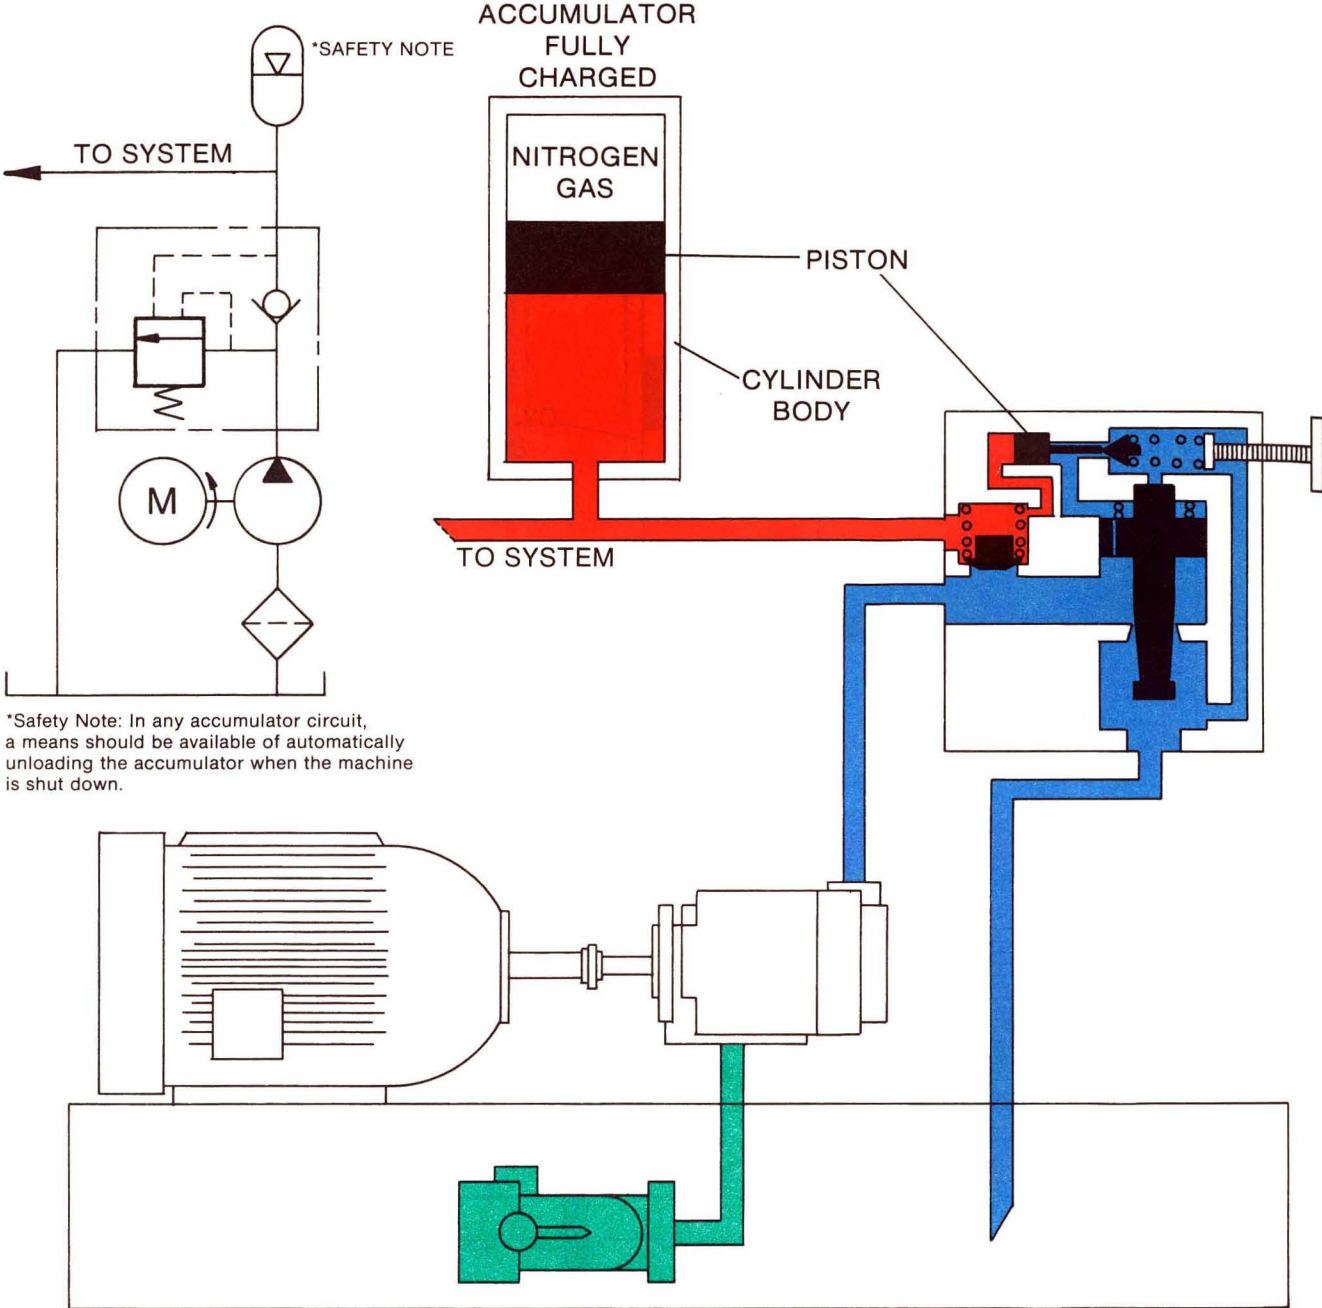 ACCUMULATOR
FULLY
CHARGED
*SAFETY NOTE
TO SYSTEM
NITROGEN
GAS
PISTON
CYLINDER
BODY
M
TO SYSTEM
*Safety Note: In any accumulator circuit,
a means should be available of automatically
unloading the accumulator when the machine
is shut down.